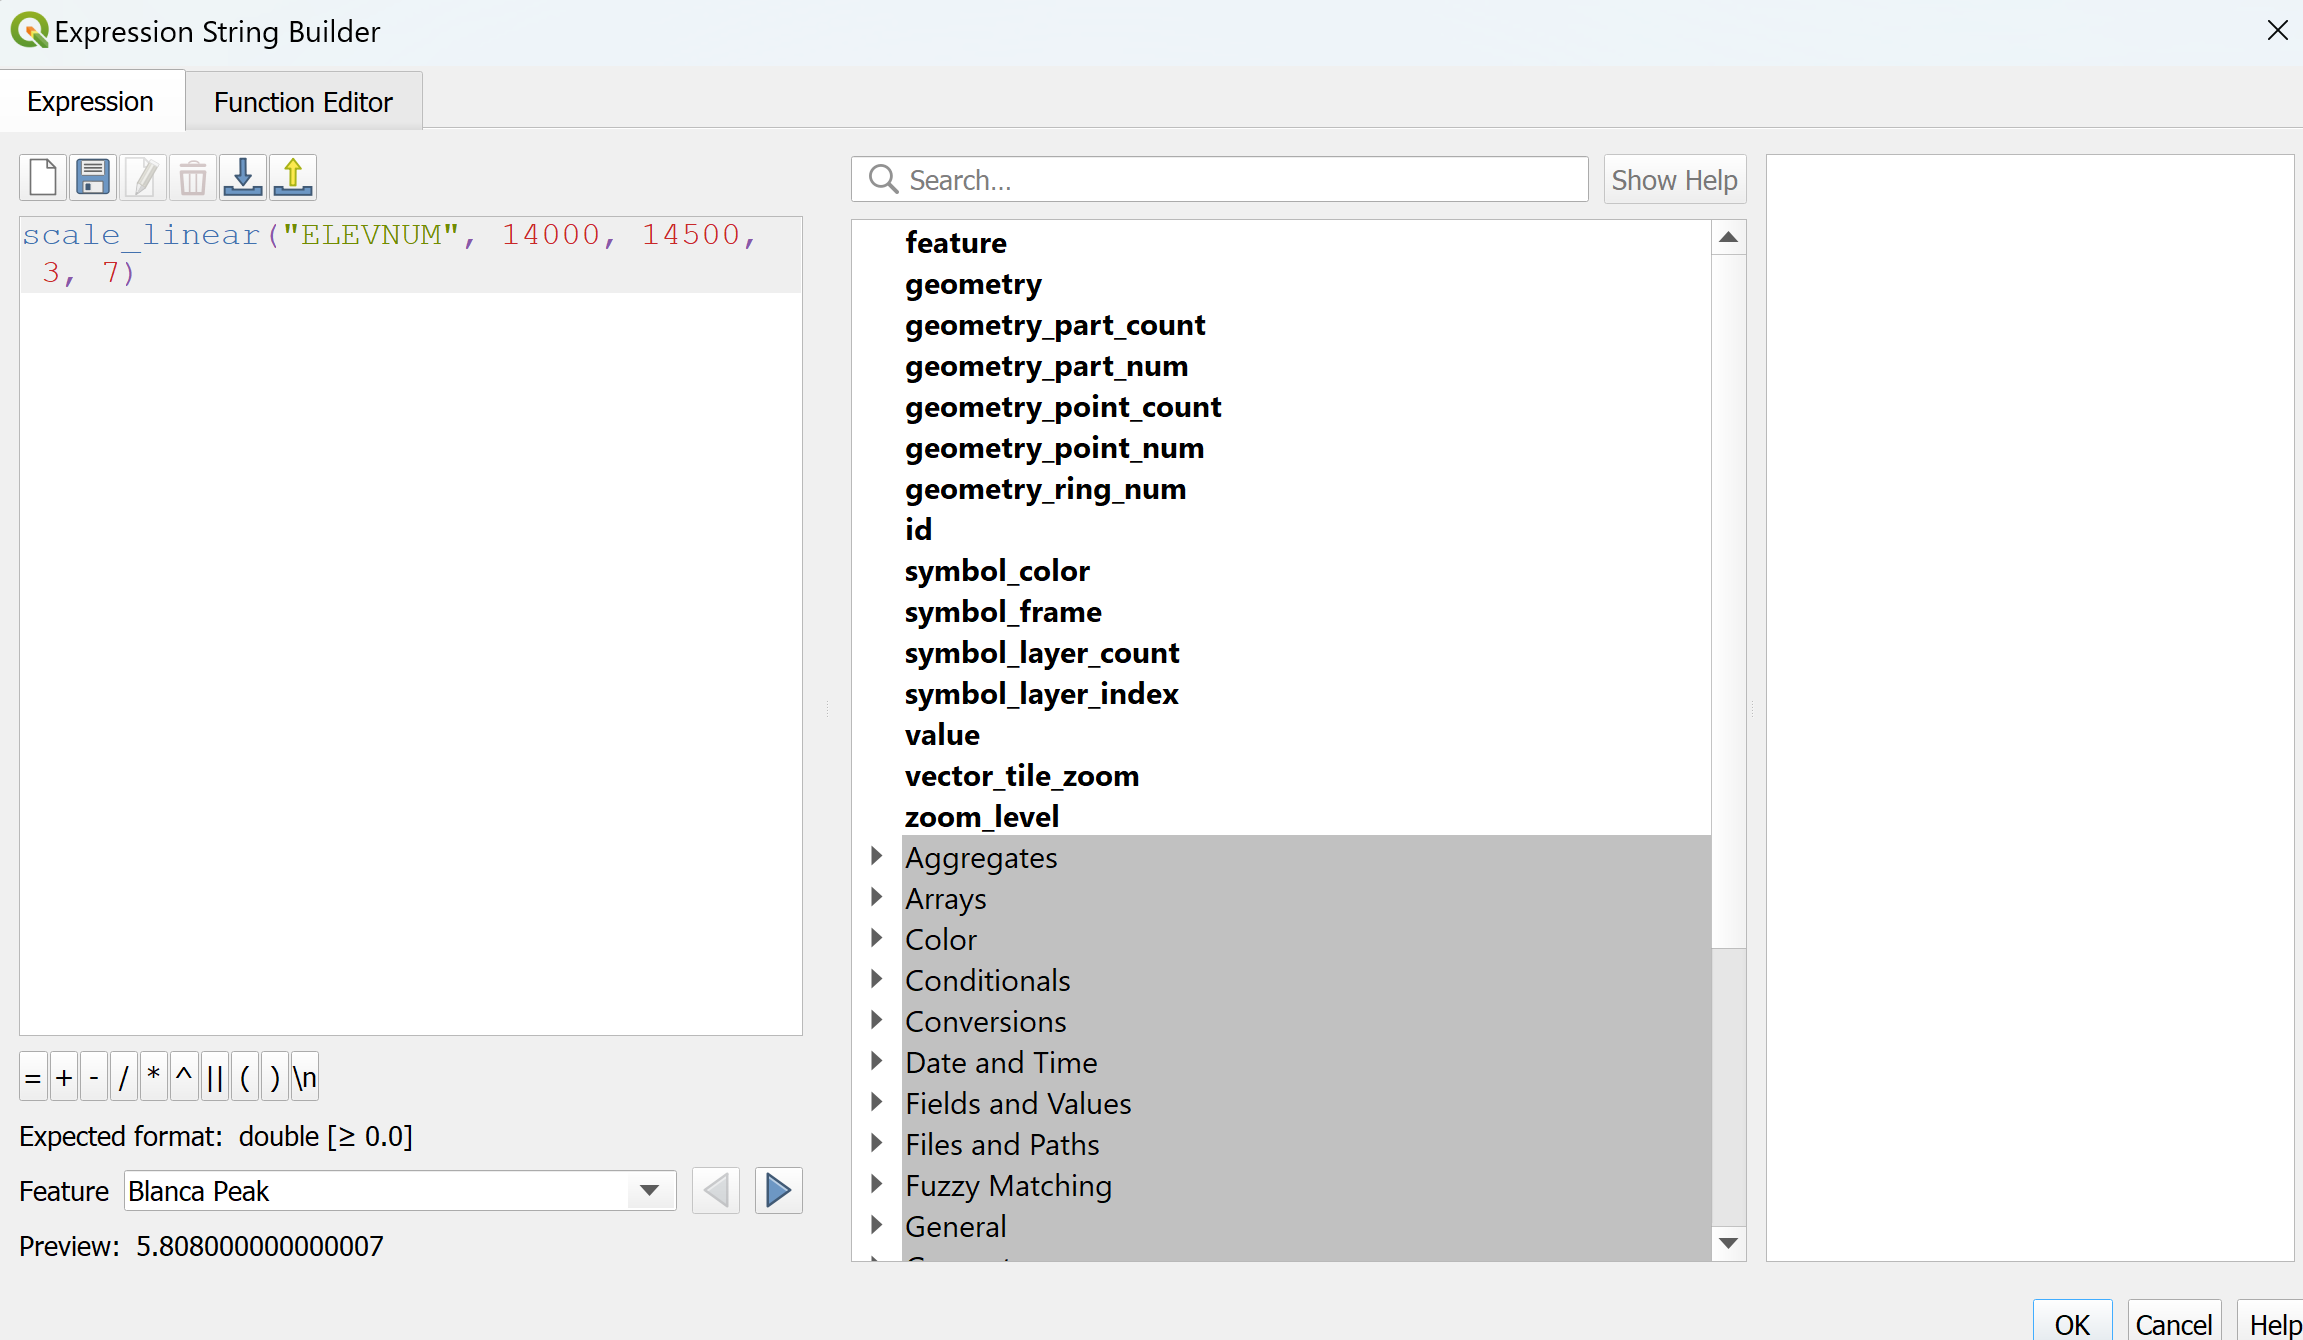 Expression String Builder
Expression
Function Editor
Search...
Show Help
scale_linear("ELEVNUM", 14000, 14500,
3, 7)
feature
geometry
geometry_part_count
geometry_part_num
geometry_point_count
geometry_point_num
geometry_ring_num
id
symbol_color
symbol_frame
symbol_layer_count
symbol_layer_index
value
vector_tile_zoom
zoom_level
Aggregates
Arrays
Color
Conditionals
Conversions
Date and Time
Fields and Values
Files and Paths
Fuzzy Matching
General
= + - / * ^ || ( ) \n
Expected format: double [≥ 0.0]
Feature Blanca Peak
Preview: 5.808000000000007
OK
Cancel
Help